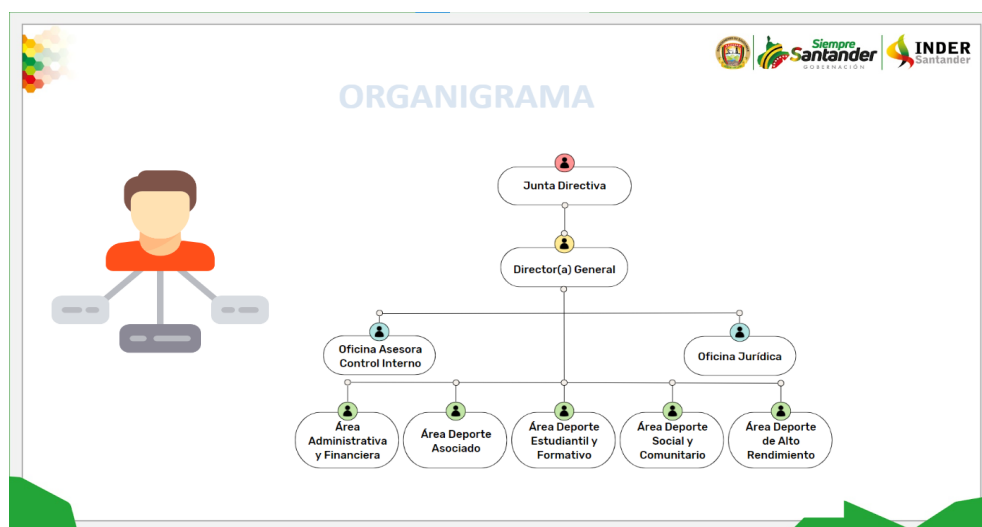 Siempre
Santander
GOBERNACIÓN
INDER
Santander
ORGANIGRAMA
Junta Directiva
Director(a) General
Oficina Asesora
Control Interno
Oficina Jurídica
Área
Administrativa
y Financiera
Área Deporte
Asociado
Área Deporte
Estudiantil y
Formativo
Área Deporte
Social y
Comunitario
Área Deporte
de Alto
Rendimiento